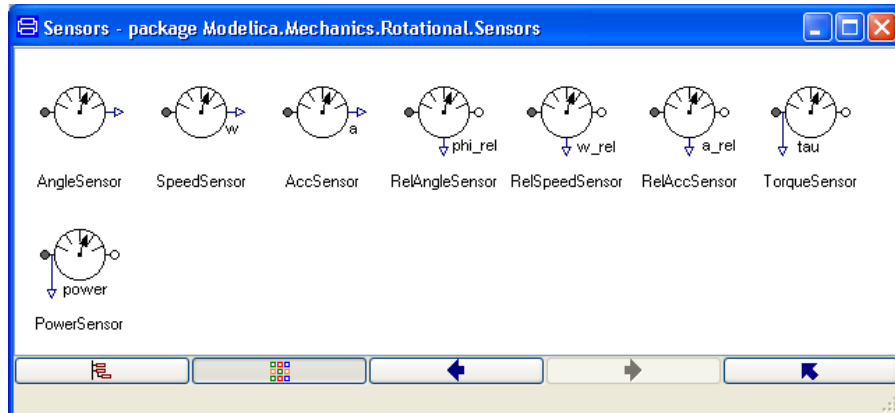 Sensors - package Modelica.Mechanics.Rotational.Sensors
w
a
phi_rel
w_rel
a_rel
tau
AngleSensor
SpeedSensor
AccSensor
RelAngleSensor
RelSpeedSensor
RelAccSensor
TorqueSensor
power
PowerSensor